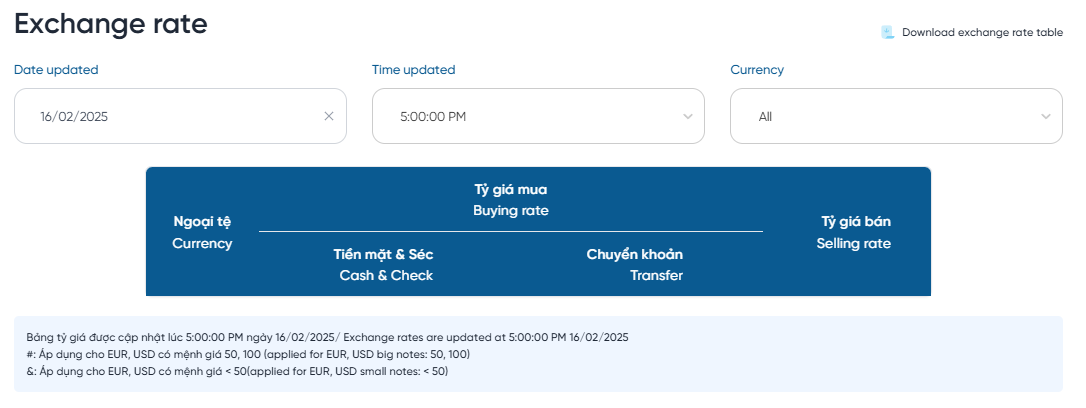 Exchange rate
Download exchange rate table
Date updated
Time updated
Currency
16/02/2025
5:00:00 PM
All
Ngoại tệ
Currency
Tỷ giá mua
Buying rate
Tiền mặt & Séc
Cash & Check
Chuyển khoản
Transfer
Tỷ giá bán
Selling rate
Bảng tỷ giá được cập nhật lúc 5:00:00 PM ngày 16/02/2025/ Exchange rates are updated at 5:00:00 PM 16/02/2025
#: Áp dụng cho EUR, USD có mệnh giá 50, 100 (applied for EUR, USD big notes: 50, 100)
&: Áp dụng cho EUR, USD có mệnh giá < 50(applied for EUR, USD small notes: < 50)